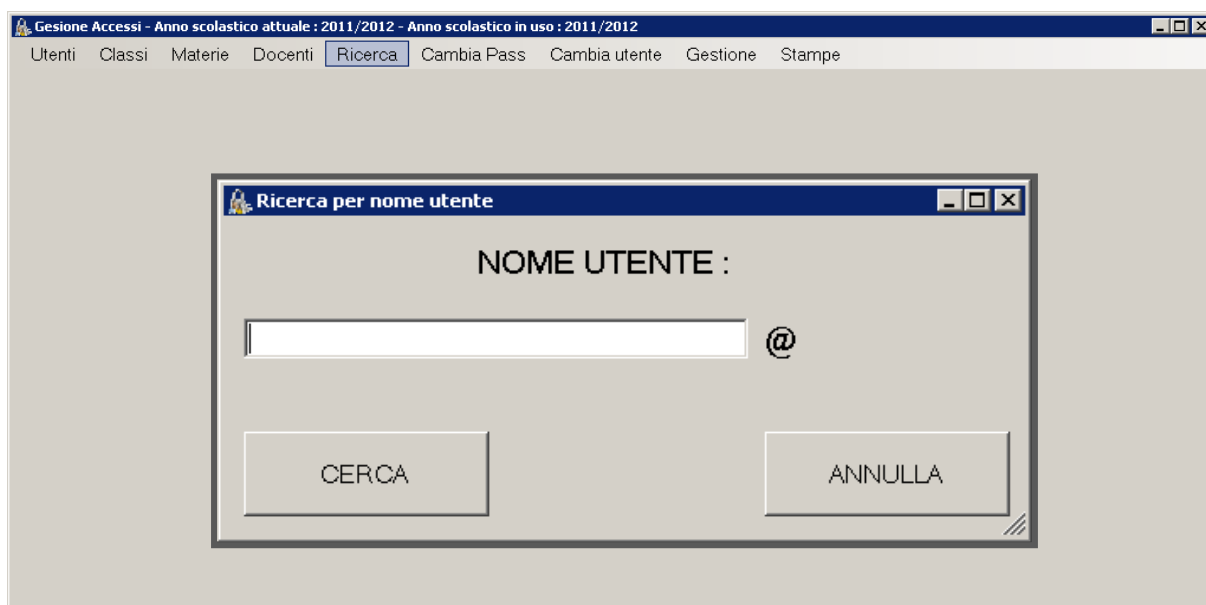 Gesione Accessi - Anno scolastico attuale : 2011/2012 - Anno scolastico in uso : 2011/2012
Utenti Classi Materie Docenti Ricerca Cambia Pass Cambia utente Gestione Stampe
Ricerca per nome utente
NOME UTENTE :
@
CERCA ANNULLA